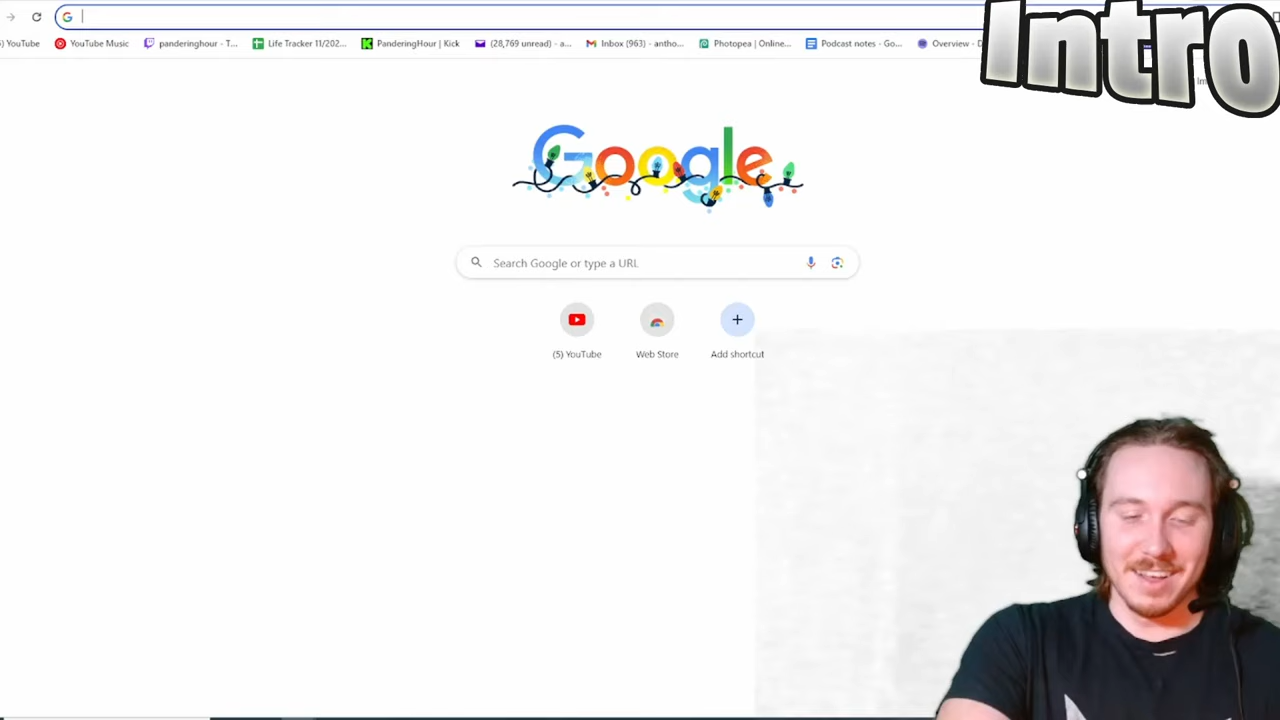 Intro
) YouTube
YouTube Music
panderinghour - T...
Life Tracker 11/202...
PanderingHour | Kick
(28,769 unread) - a...
Inbox (963) - antho...
Photopea | Online...
Podcast notes - Go...
Overview -
Google
Search Google or type a URL
(5) YouTube
Web Store
Add shortcut